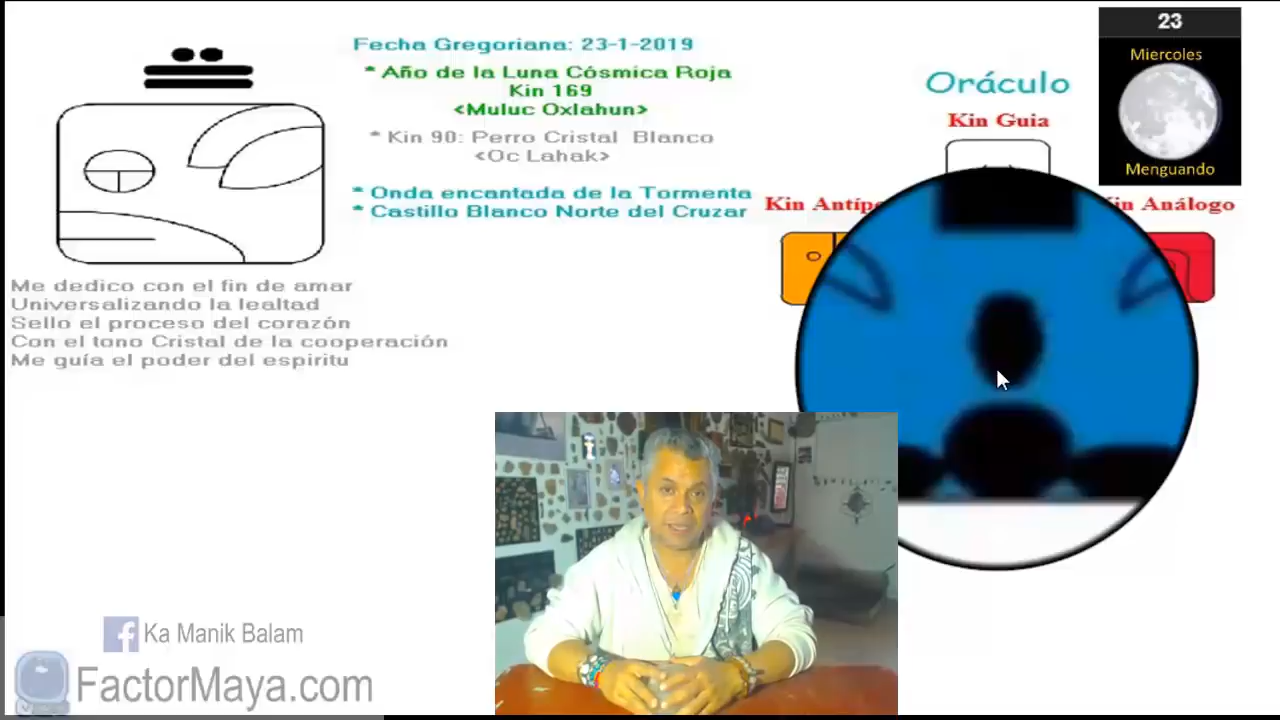 Fecha Gregoriana: 23-1-2019
* Año de la Luna Cósmica Roja
Kin 169
<Muluc Oxlahun>
* Kin 90: Perro Cristal Blanco
<Oc Lahak>
* Onda encantada de la Tormenta
* Castillo Blanco Norte del Cruzar
Me dedico con el fin de amar
Universalizando la lealtad
Sello el proceso del corazón
Con el tono Cristal de la cooperación
Me guía el poder del espiritu
Oráculo
Kin Guia
Kin
Análogo
23
Miercoles
Menguando
Ka Manik Balam
FactorMaya.com